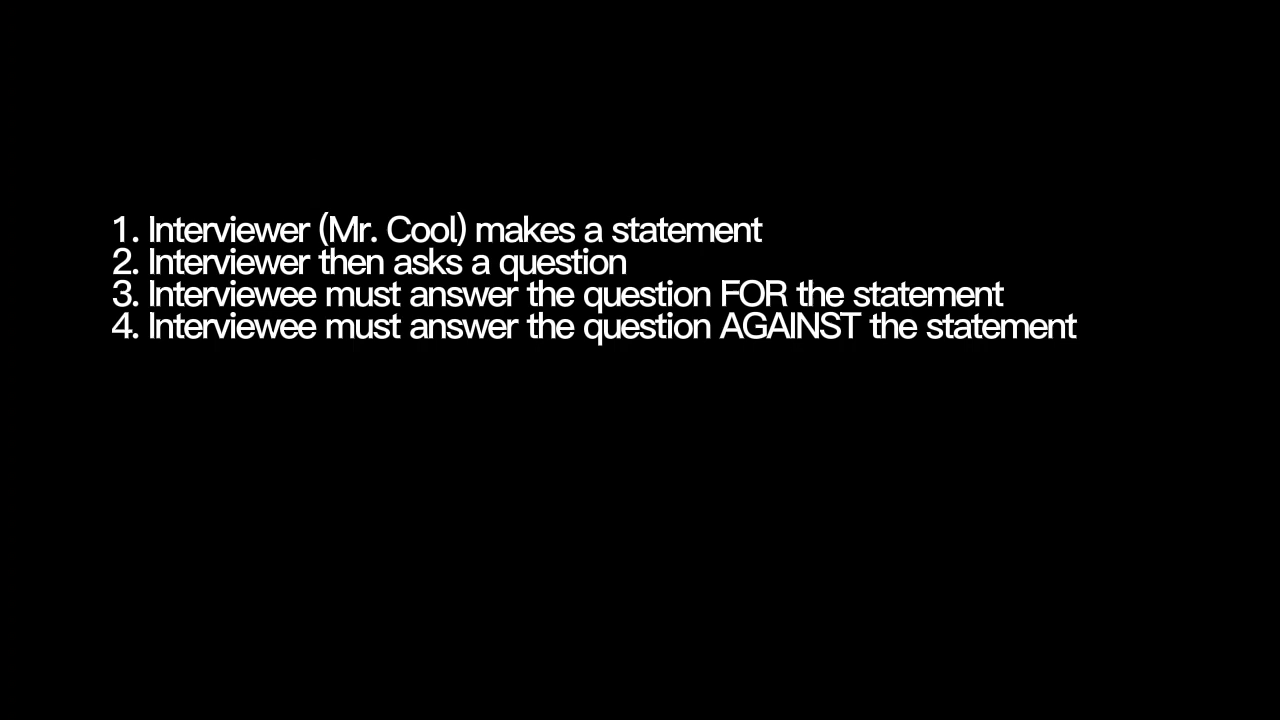 1. Interviewer (Mr. Cool) makes a statement
2. Interviewer then asks a question
3. Interviewee must answer the question FOR the statement
4. Interviewee must answer the question AGAINST the statement